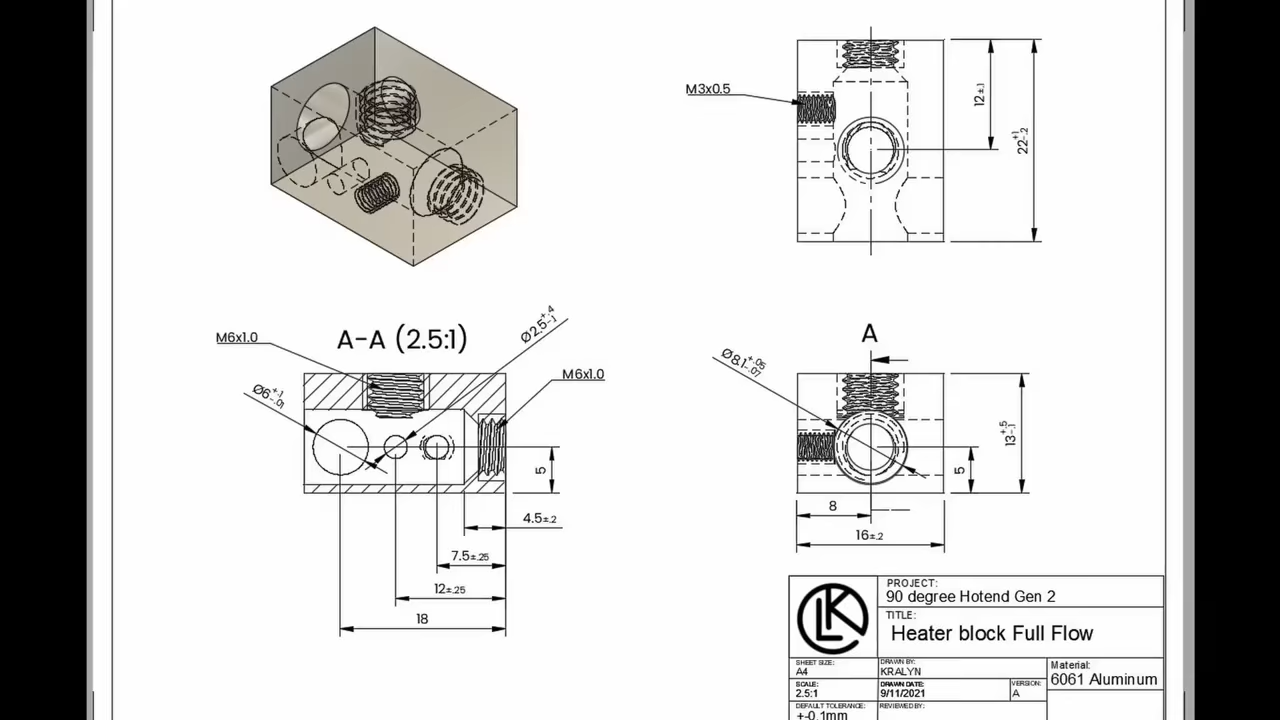 M3x0.5
12±.1
22+.1-.2
M6x1.0
A-A (2.5:1)
Ø2.5+.4-.1
M6x1.0
Ø6+.1-.01
5
4.5±.2
7.5±.25
12±.25
18
A
Ø8.1+.05-.07
13+.5-.1
5
8
16±.2
LK
PROJECT:
90 degree Hotend Gen 2
TITLE:
Heater block Full Flow
SHEET SIZE:
A4
DRAWN BY:
KRALYN
Material:
6061 Aluminum
SCALE:
2.5:1
DRAWN DATE:
9/11/2021
VERSION:
A
DEFAULT TOLERANCE:
+-0.1mm
REVIEWED BY: